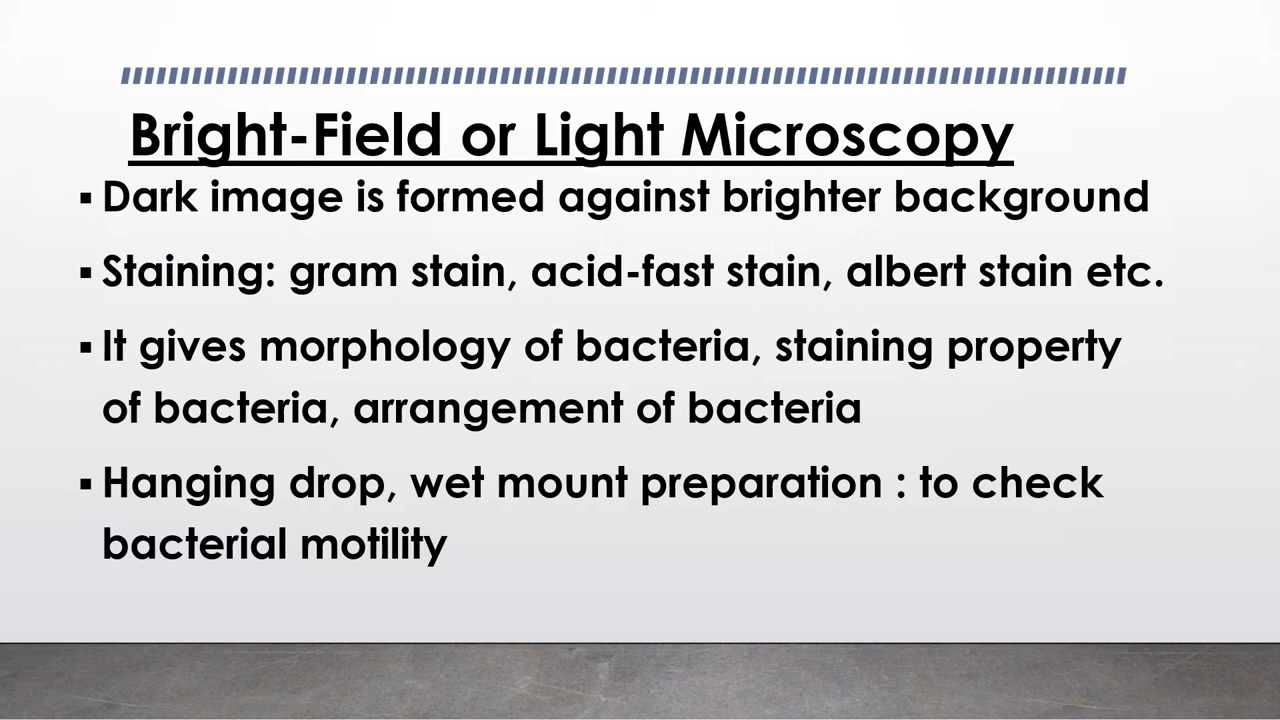 Bright-Field or Light Microscopy
▪ Dark image is formed against brighter background
▪ Staining: gram stain, acid-fast stain, albert stain etc.
▪ It gives morphology of bacteria, staining property
of bacteria, arrangement of bacteria
▪ Hanging drop, wet mount preparation : to check
bacterial motility